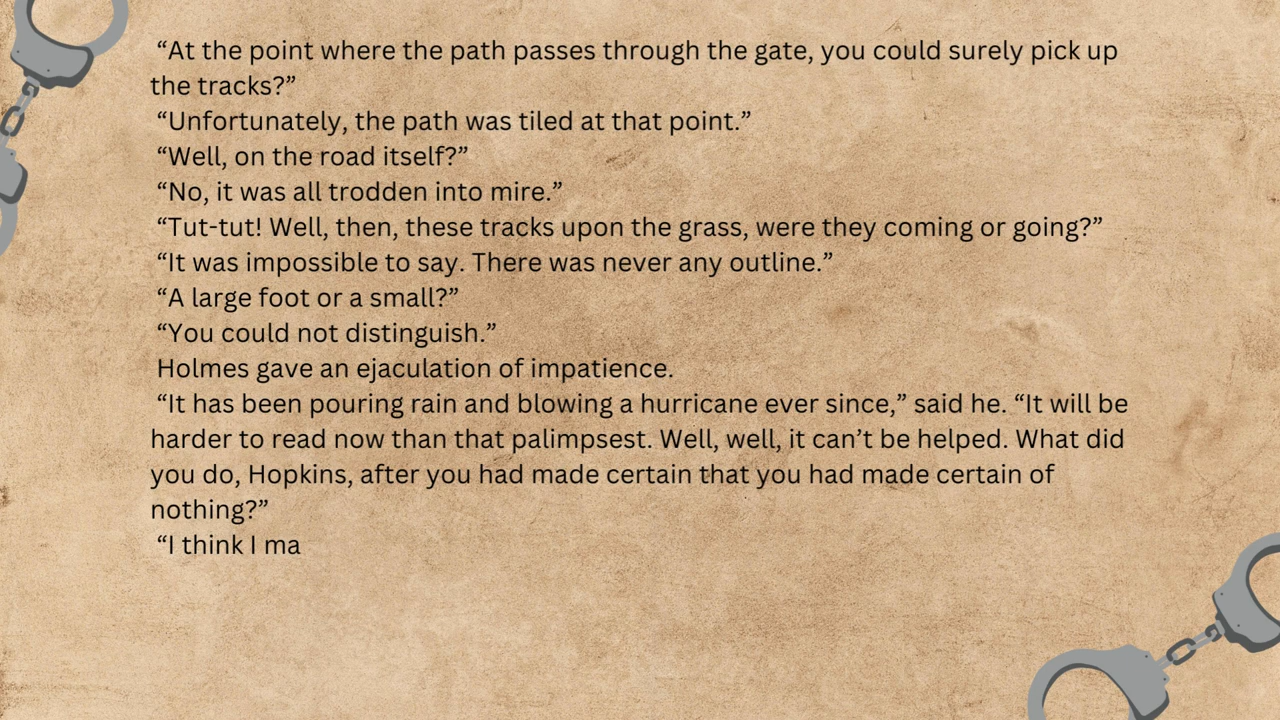 “At the point where the path passes through the gate, you could surely pick up
the tracks?”
“Unfortunately, the path was tiled at that point.”
“Well, on the road itself?”
“No, it was all trodden into mire.”
“Tut-tut! Well, then, these tracks upon the grass, were they coming or going?”
“It was impossible to say. There was never any outline.”
“A large foot or a small?”
“You could not distinguish.”
Holmes gave an ejaculation of impatience.
“It has been pouring rain and blowing a hurricane ever since,” said he. “It will be
harder to read now than that palimpsest. Well, well, it can’t be helped. What did
you do, Hopkins, after you had made certain that you had made certain of
nothing?”
“I think I ma